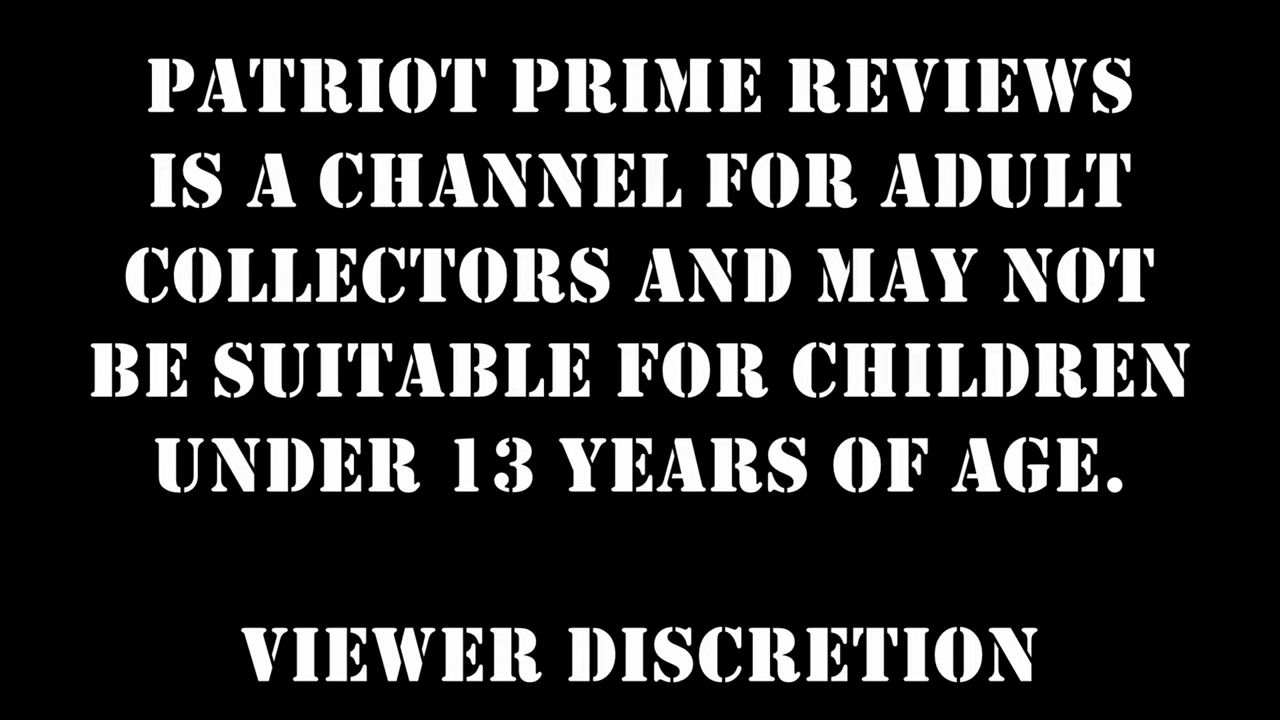 PATRIOT PRIME REVIEWS
IS A CHANNEL FOR ADULT
COLLECTORS AND MAY NOT
BE SUITABLE FOR CHILDREN
UNDER 13 YEARS OF AGE.
VIEWER DISCRETION